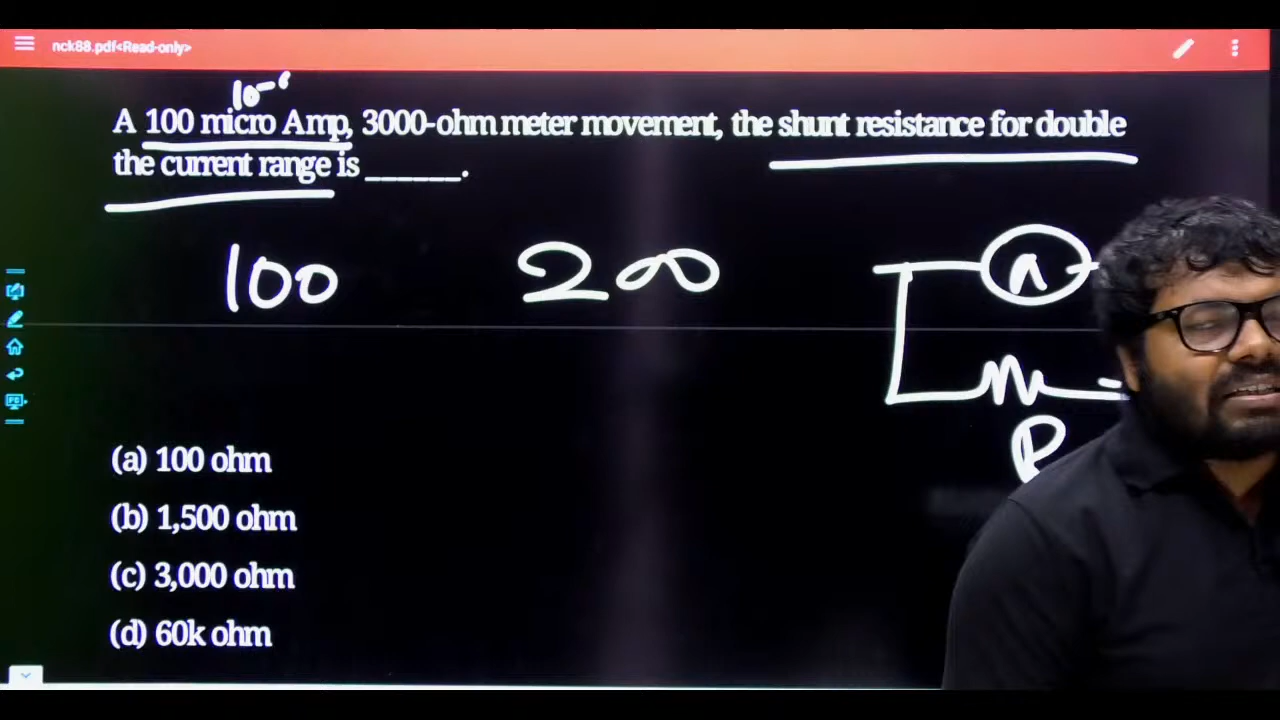 nck88.pdf<Read-only>
10⁻⁶
A 100 micro Amp, 3000-ohm meter movement, the shunt resistance for double
the current range is ______.
100 200 A
R
(a) 100 ohm
(b) 1,500 ohm
(c) 3,000 ohm
(d) 60k ohm